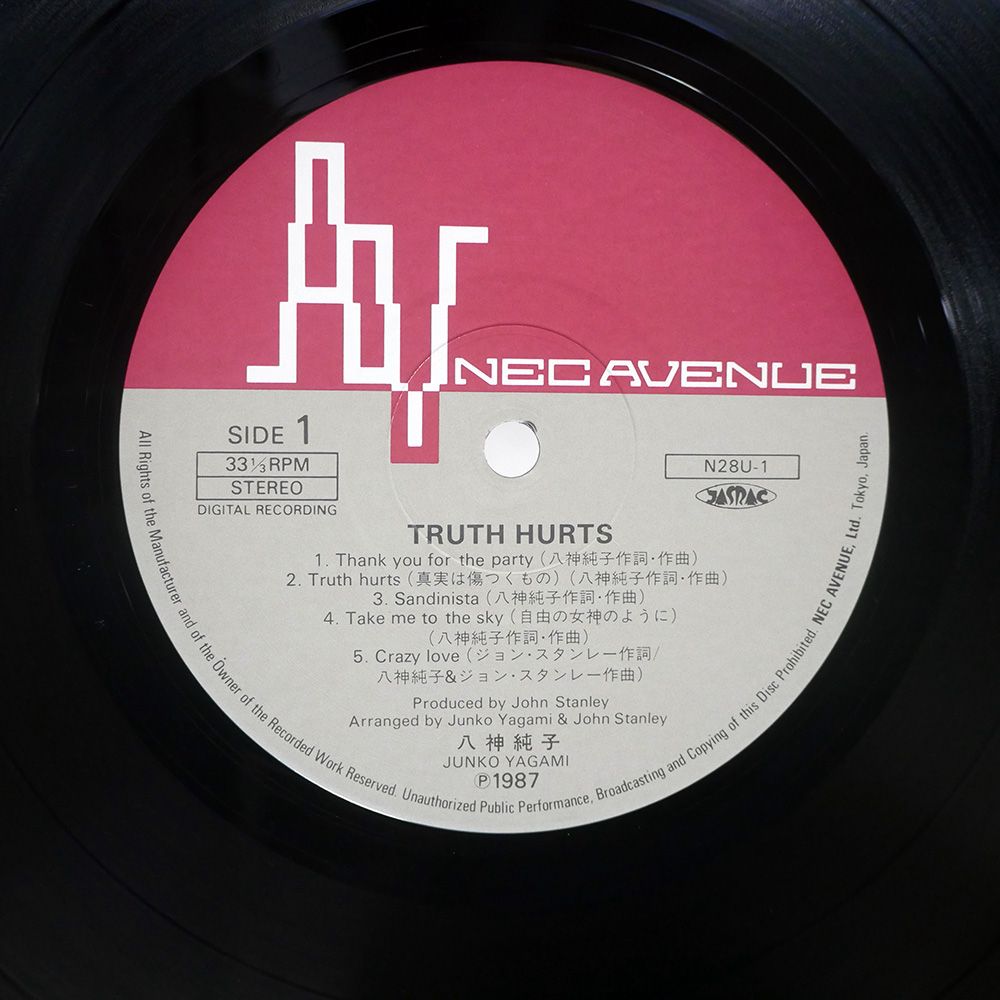 NEC AVENUE
SIDE 1
33 1/3 RPM
STEREO
DIGITAL RECORDING
N28U-1
JASRAC
TRUTH HURTS
1. Thank you for the party (八神純子作詞・作曲)
2. Truth hurts (真実は傷つくもの) (八神純子作詞・作曲)
3. Sandinista (八神純子作詞・作曲)
4. Take me to the sky (自由の女神のように)
(八神純子作詞・作曲)
5. Crazy love (ジョン・スタンレー作詞/
八神純子&ジョン・スタンレー作曲)
Produced by John Stanley
Arranged by Junko Yagami & John Stanley
八神純子
JUNKO YAGAMI
Ⓟ1987
All Rights of the Manufacturer and of the Owner of the Recorded Work Reserved. Unauthorized Public Performance, Broadcasting and Copying of this Disc Prohibited. NEC AVENUE, Ltd. Tokyo, Japan.